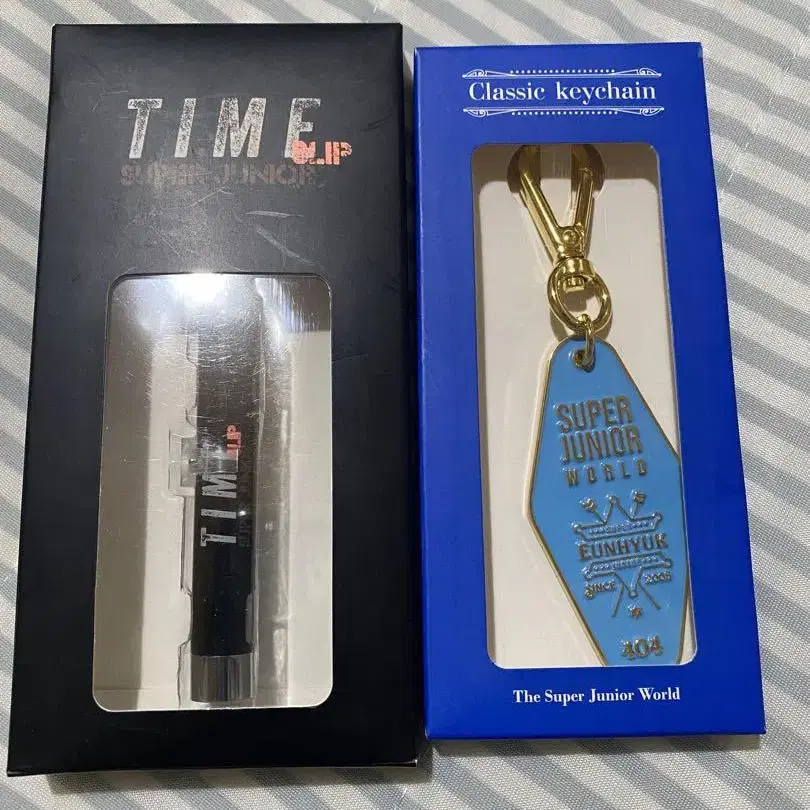 TIME
SLIP
SUPER JUNIOR
TIME
SLIP
Classic keychain
SUPER
JUNIOR
WORLD
EUNHYUK
SINCE 2005
404
The Super Junior World